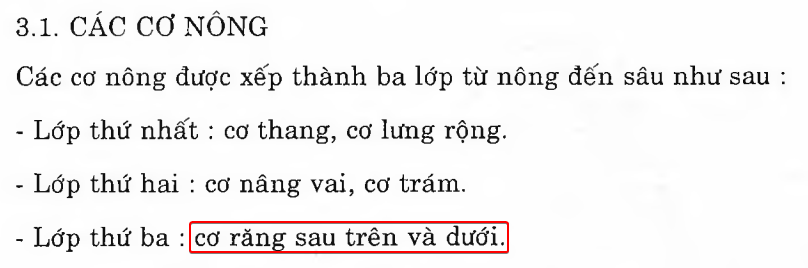 3.1. CÁC CƠ NÔNG
Các cơ nông được xếp thành ba lớp từ nông đến sâu như sau :
- Lớp thứ nhất : cơ thang, cơ lưng rộng.
- Lớp thứ hai : cơ nâng vai, cơ trám.
- Lớp thứ ba : cơ răng sau trên và dưới.